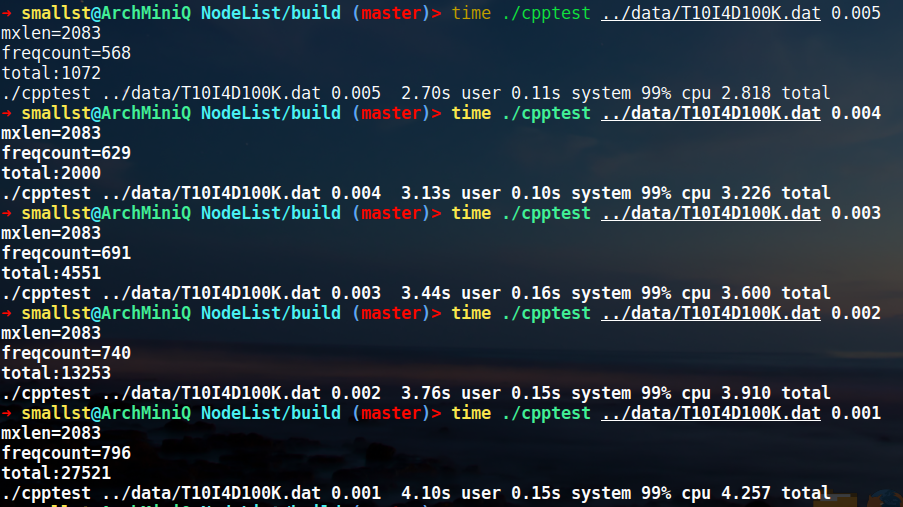 → smallst@ArchMiniQ NodeList/build (master)> time ./cpptest ../data/T10I4D100K.dat 0.005
mxlen=2083
freqcount=568
total:1072
./cpptest ../data/T10I4D100K.dat 0.005  2.70s user 0.11s system 99% cpu 2.818 total
→ smallst@ArchMiniQ NodeList/build (master)> time ./cpptest ../data/T10I4D100K.dat 0.004
mxlen=2083
freqcount=629
total:2000
./cpptest ../data/T10I4D100K.dat 0.004  3.13s user 0.10s system 99% cpu 3.226 total
→ smallst@ArchMiniQ NodeList/build (master)> time ./cpptest ../data/T10I4D100K.dat 0.003
mxlen=2083
freqcount=691
total:4551
./cpptest ../data/T10I4D100K.dat 0.003  3.44s user 0.16s system 99% cpu 3.600 total
→ smallst@ArchMiniQ NodeList/build (master)> time ./cpptest ../data/T10I4D100K.dat 0.002
mxlen=2083
freqcount=740
total:13253
./cpptest ../data/T10I4D100K.dat 0.002  3.76s user 0.15s system 99% cpu 3.910 total
→ smallst@ArchMiniQ NodeList/build (master)> time ./cpptest ../data/T10I4D100K.dat 0.001
mxlen=2083
freqcount=796
total:27521
./cpptest ../data/T10I4D100K.dat 0.001  4.10s user 0.15s system 99% cpu 4.257 total